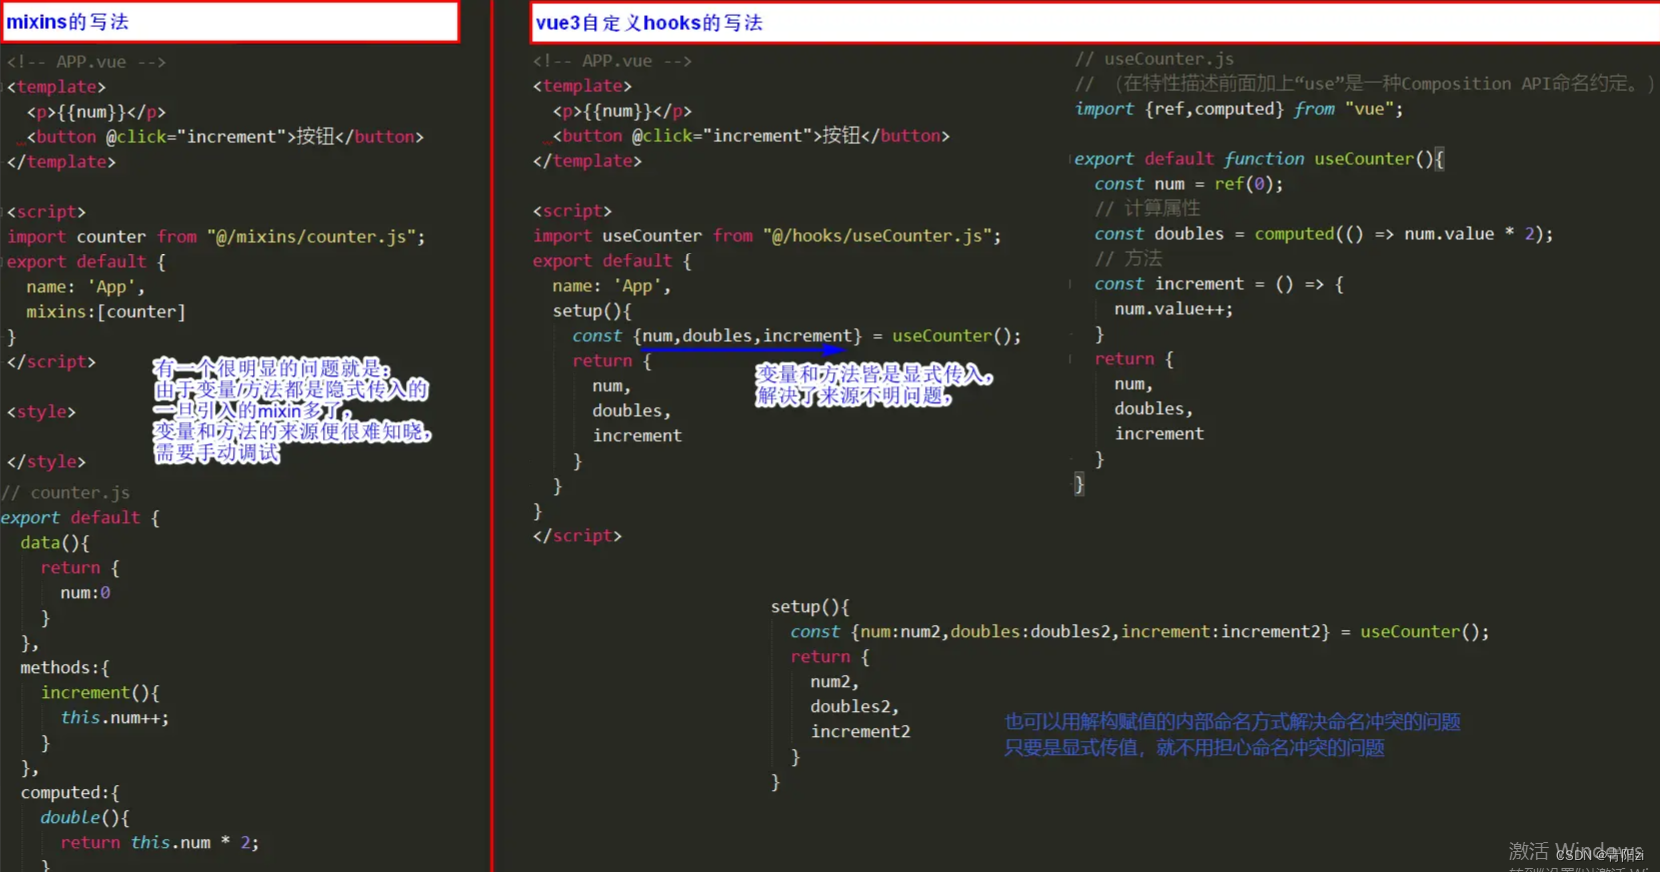 mixins的写法
<!-- APP.vue -->
<template>
<p>{{num}}</p>
<button @click="increment">按钮</button>
</template>
<script>
import counter from "@/mixins/counter.js";
export default {
name: 'App',
mixins:[counter]
}
</script>
有一个很明显的问题就是：
由于变量/方法都是隐式传入的
一旦引入的mixin多了，
变量和方法的来源便很难知晓，
需要手动调试
<style>
</style>
// counter.js
export default {
data(){
return {
num:0
}
},
methods:{
increment(){
this.num++;
}
},
computed:{
double(){
return this.num * 2;
}
vue3自定义hooks的写法
<!-- APP.vue -->
<template>
<p>{{num}}</p>
<button @click="increment">按钮</button>
</template>
<script>
import useCounter from "@/hooks/useCounter.js";
export default {
name: 'App',
setup(){
const {num,doubles,increment} = useCounter();
return {
num,
doubles,
increment
}
}
}
</script>
变量和方法皆是显式传入，
解决了来源不明问题，
// useCounter.js
// （在特性描述前面加上“use”是一种Composition API命名约定。）
import {ref,computed} from "vue";
export default function useCounter(){
const num = ref(0);
// 计算属性
const doubles = computed(() => num.value * 2);
// 方法
const increment = () => {
num.value++;
}
return {
num,
doubles,
increment
}
}
setup(){
const {num:num2,doubles:doubles2,increment:increment2} = useCounter();
return {
num2,
doubles2,
increment2
}
}
也可以用解构赋值的内部命名方式解决命名冲突的问题
只要是显式传值，就不用担心命名冲突的问题
激活 Windows
CSDN @青阳zi